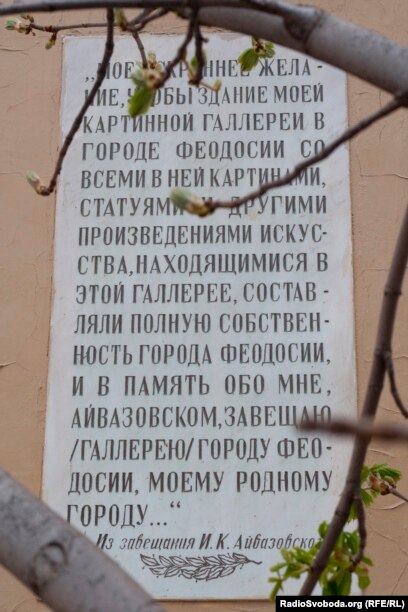 „МОЕ ИСКРЕННЕЕ ЖЕЛА-
НИЕ, ЧТОБЫ ЗДАНИЕ МОЕЙ
КАРТИННОЙ ГАЛЛЕРЕИ В
ГОРОДЕ ФЕОДОСИИ СО
ВСЕМИ В НЕЙ КАРТИНАМИ,
СТАТУЯМИ И ДРУГИМИ
ПРОИЗВЕДЕНИЯМИ ИСКУС-
СТВА, НАХОДЯЩИМИСЯ В
ЭТОЙ ГАЛЛЕРЕЕ, СОСТАВ-
ЛЯЛИ ПОЛНУЮ СОБСТВЕН-
НОСТЬ ГОРОДА ФЕОДОСИИ,
И В ПАМЯТЬ ОБО МНЕ,
АЙВАЗОВСКОМ, ЗАВЕЩАЮ
/ГАЛЛЕРЕЮ/ ГОРОДУ ФЕО-
ДОСИИ, МОЕМУ РОДНОМУ
ГОРОДУ..."
Из завещания И. К. Айвазовского
RadioSvoboda.org (RFE/RL)